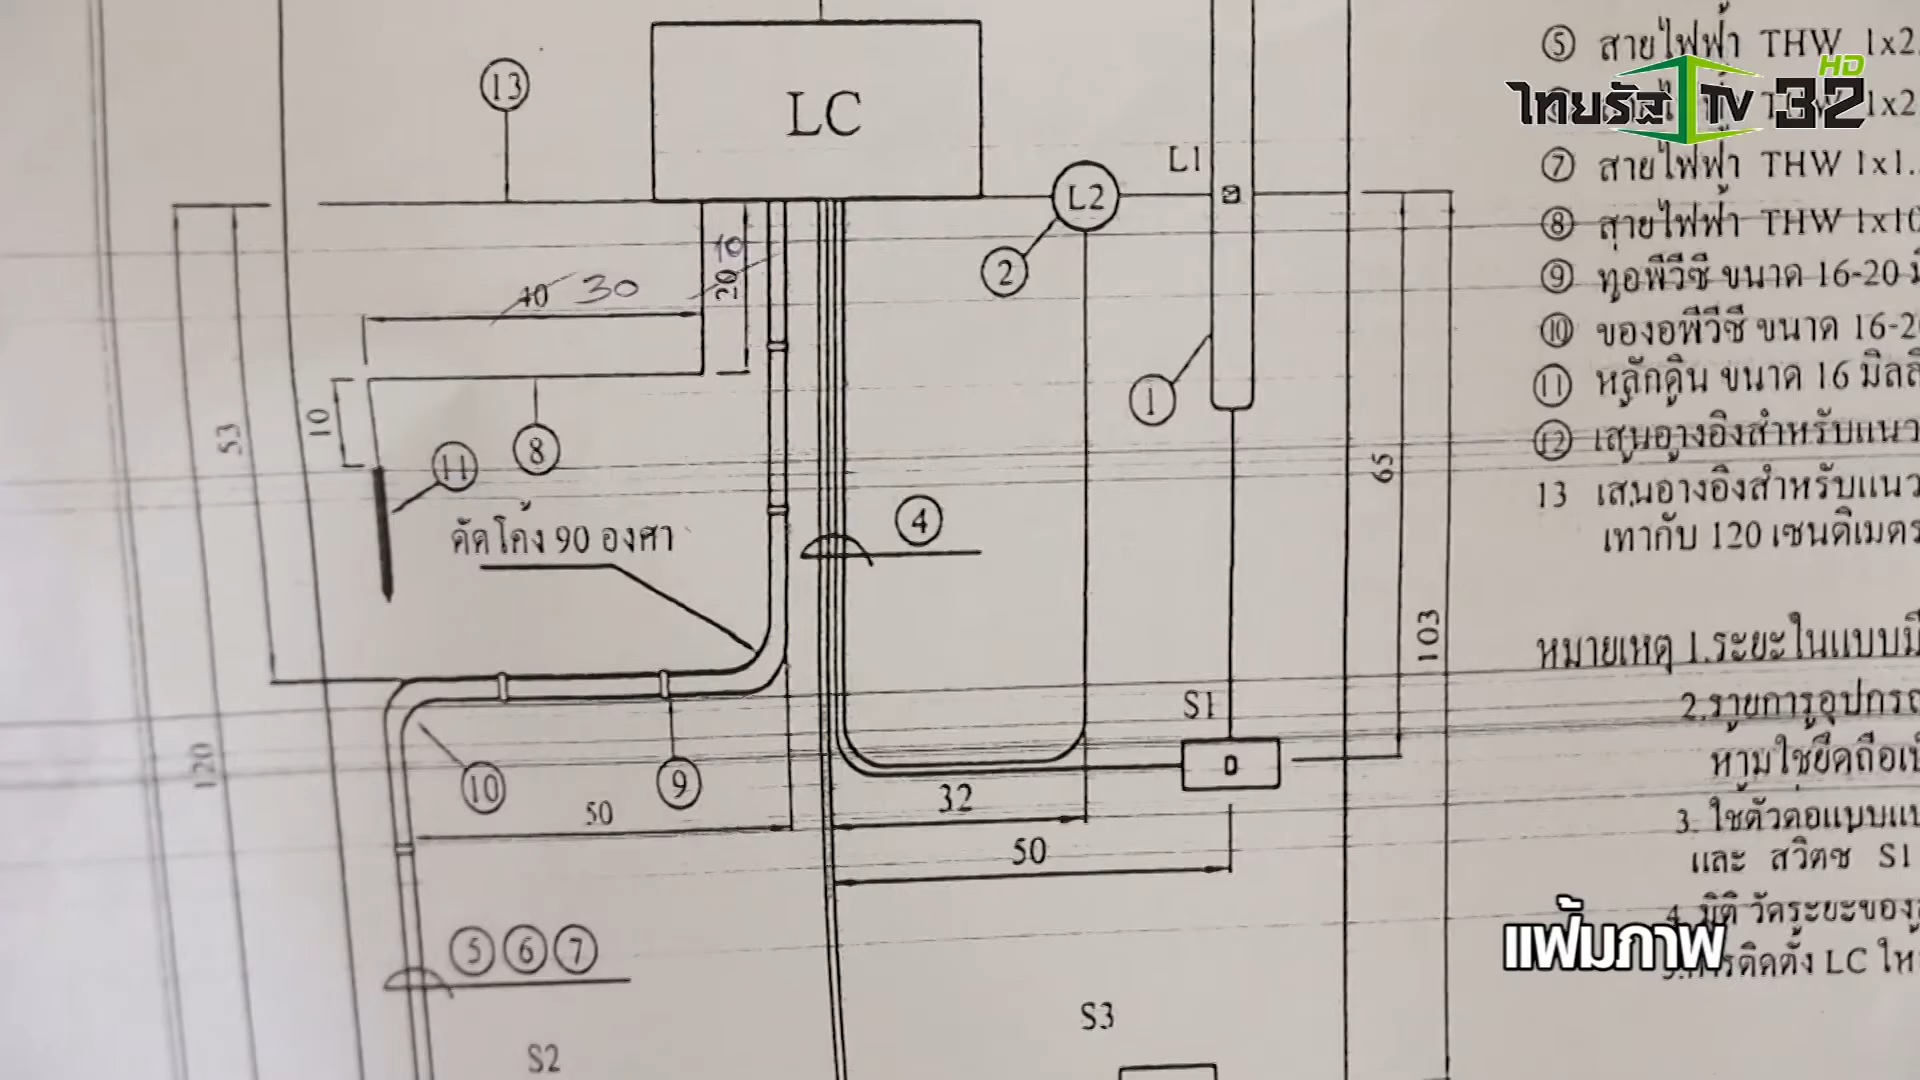 LC
13
L1
L2
2
40 30
20 10
53
10
8
11
ดัดโค้ง 90 องศา
4
1
65
103
120
S1
10
9
50
32
50
5 6 7
S2
S3
⑤ สายไฟฟ้า THW 1x2.
1x2
⑦ สายไฟฟ้า THW 1x1.
⑧ สายไฟฟ้า THW 1x10
⑨ ท่อพีวีซี ขนาด 16-20
⑩ ของอพีวีซี ขนาด 16-2
⑪ หลักดิน ขนาด 16
⑫ เส้นอ้างอิงสำหรับแนว
13 เส้นอ้างอิงสำหรับแนว
เท่ากับ 120 เซนติเมตร
หมายเหตุ 1.ระยะในแบบมี
2.รายการอุปกรณ
ห้ามใช้ยึดถือเป
3. ใช้ตัวต่อแบบ
และ สวิตช S1
4. มิติ วัดระยะของ
ติดตั้ง LC ให
ไทยรัฐ TV 32 HD
แฟ้มภาพ